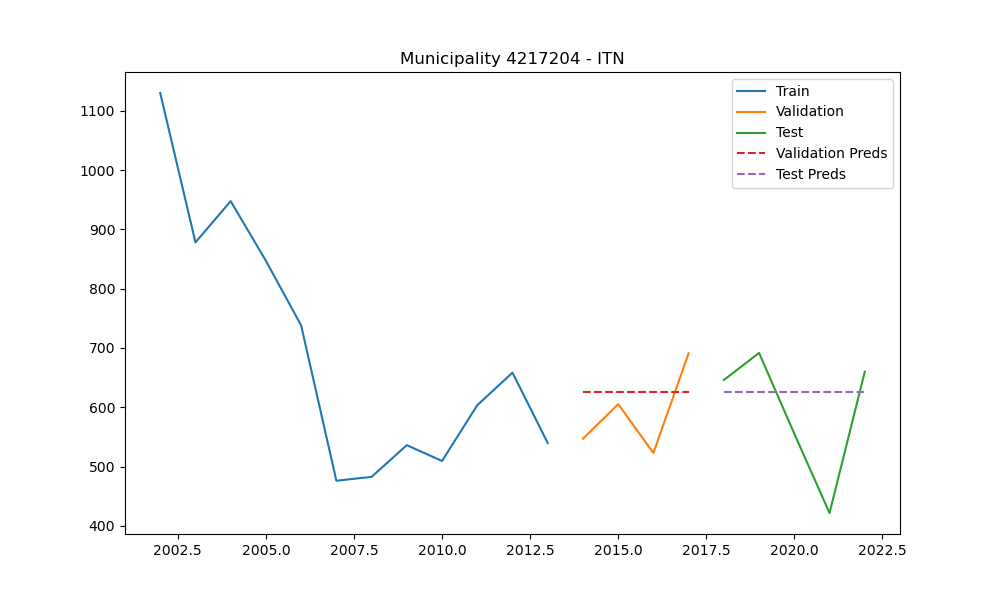 Municipality 4217204 - ITN
Train
Validation
Test
Validation Preds
Test Preds
1100
1000
900
800
700
600
500
400
2002.5 2005.0 2007.5 2010.0 2012.5 2015.0 2017.5 2020.0 2022.5